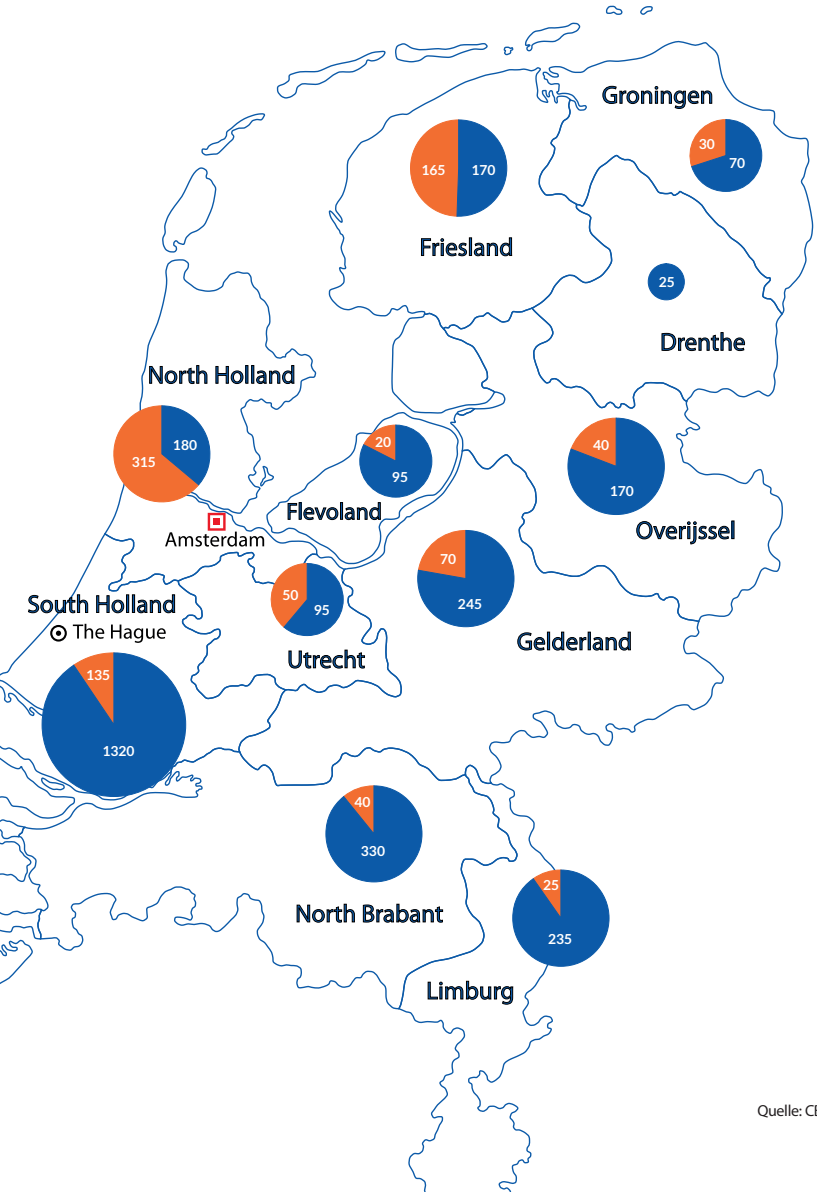 Groningen
30
70
165
170
Friesland
25
Drenthe
North Holland
180
315
20
95
Flevoland
40
170
Overijssel
Amsterdam
70
245
Gelderland
50
95
Utrecht
South Holland
The Hague
135
1320
40
330
North Brabant
25
235
Limburg
Quelle: